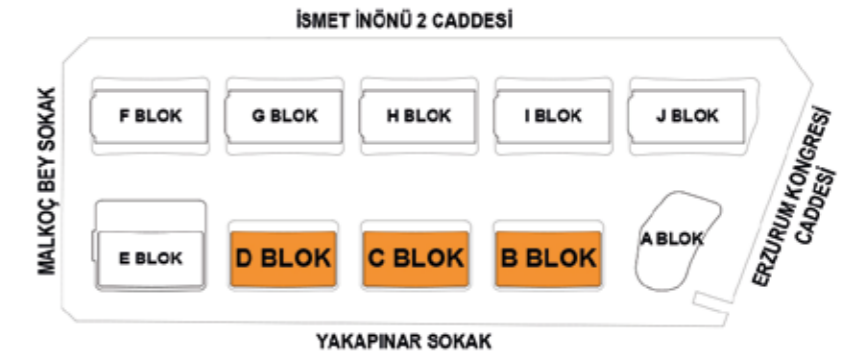 İSMET İNÖNÜ 2 CADDESİ
MALKOÇ BEY SOKAK
F BLOK
G BLOK
H BLOK
I BLOK
J BLOK
ERZURUM KONGRESİ
CADDESİ
E BLOK
D BLOK
C BLOK
B BLOK
A BLOK
YAKAPINAR SOKAK